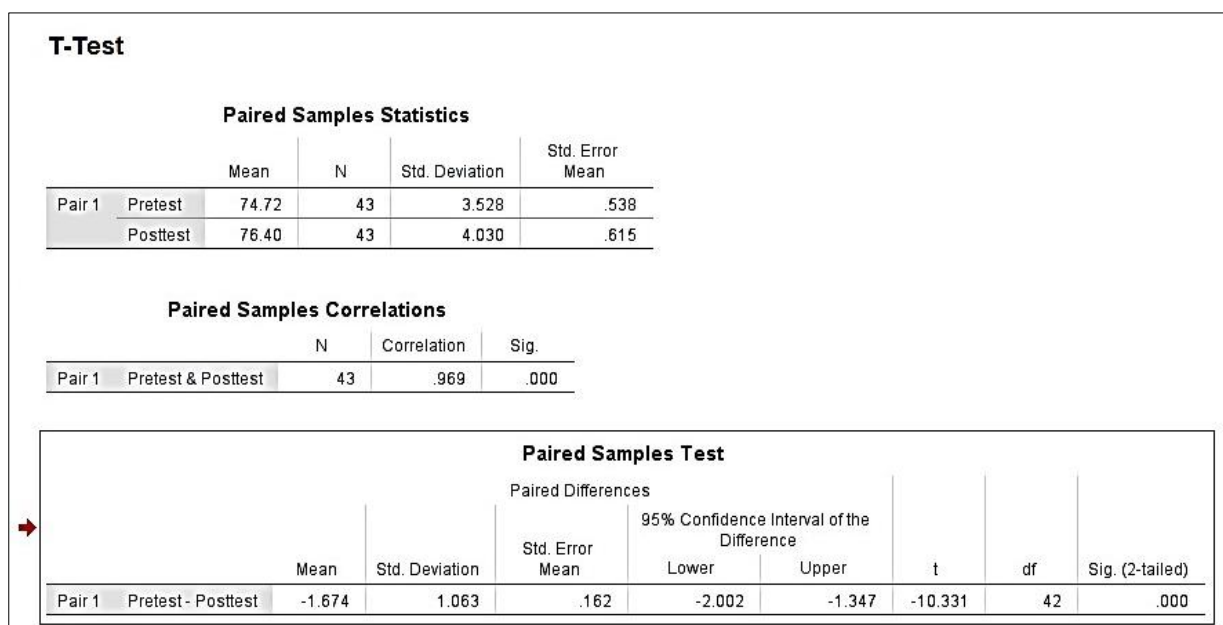 T-Test
Paired Samples Statistics
Mean N Std. Deviation Std. Error Mean
Pair 1 Pretest 74.72 43 3.528 .538
Posttest 76.40 43 4.030 .615
Paired Samples Correlations
N Correlation Sig.
Pair 1 Pretest & Posttest 43 .969 .000
Paired Samples Test
Paired Differences
95% Confidence Interval of the Difference
Mean Std. Deviation Std. Error Mean Lower Upper t df Sig. (2-tailed)
Pair 1 Pretest - Posttest -1.674 1.063 .162 -2.002 -1.347 -10.331 42 .000